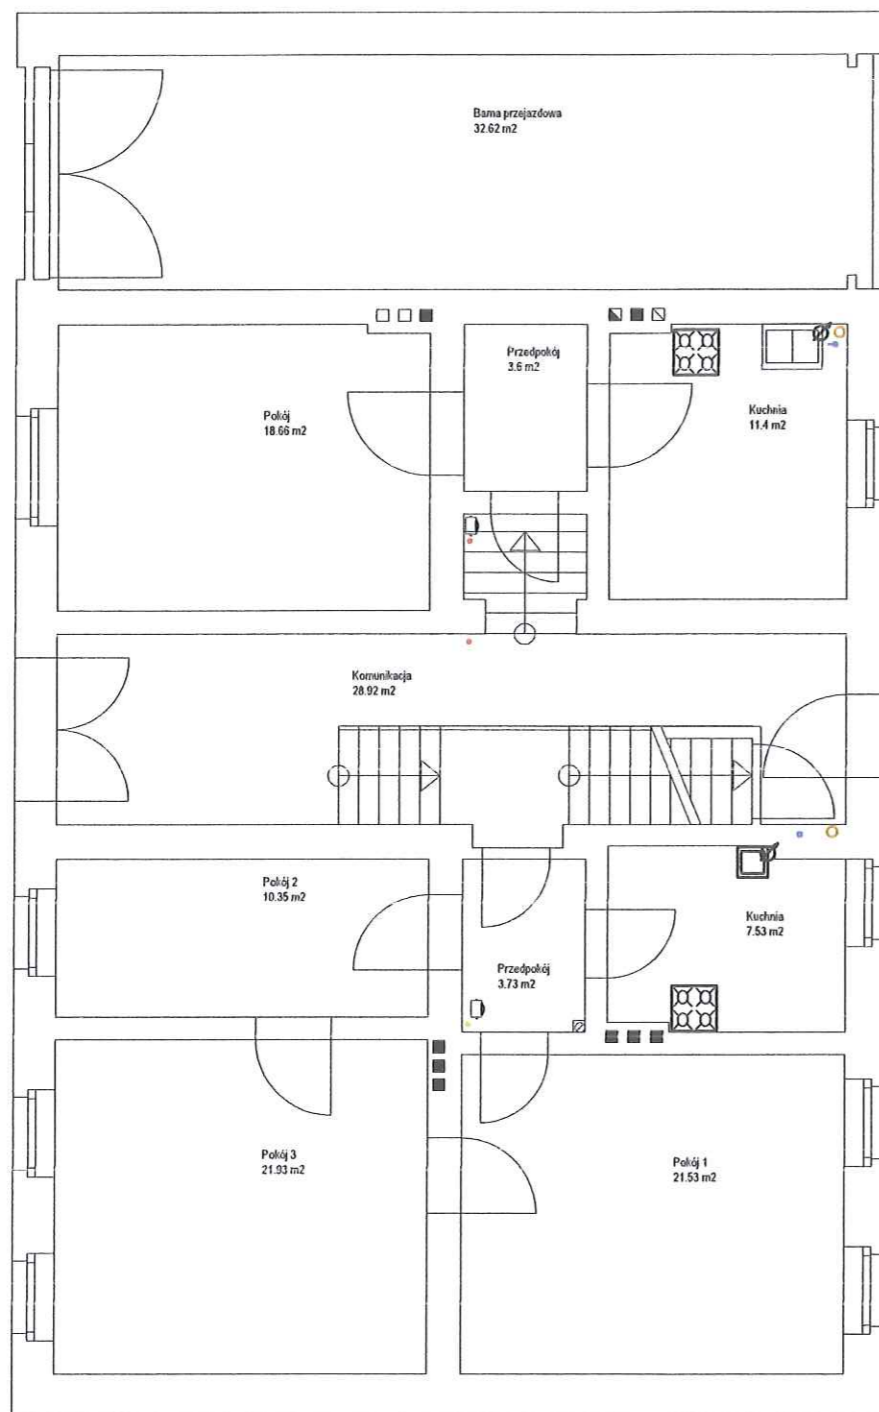 Bama przejazdowa
32.62 m2
Przedpokój
3.6 m2
Pokój
18.66 m2
Kuchnia
11.4 m2
Komunikacja
28.92 m2
Pokój 2
10.35 m2
Kuchnia
7.53 m2
Przedpokój
3.73 m2
Pokój 3
21.93 m2
Pokój 1
21.53 m2